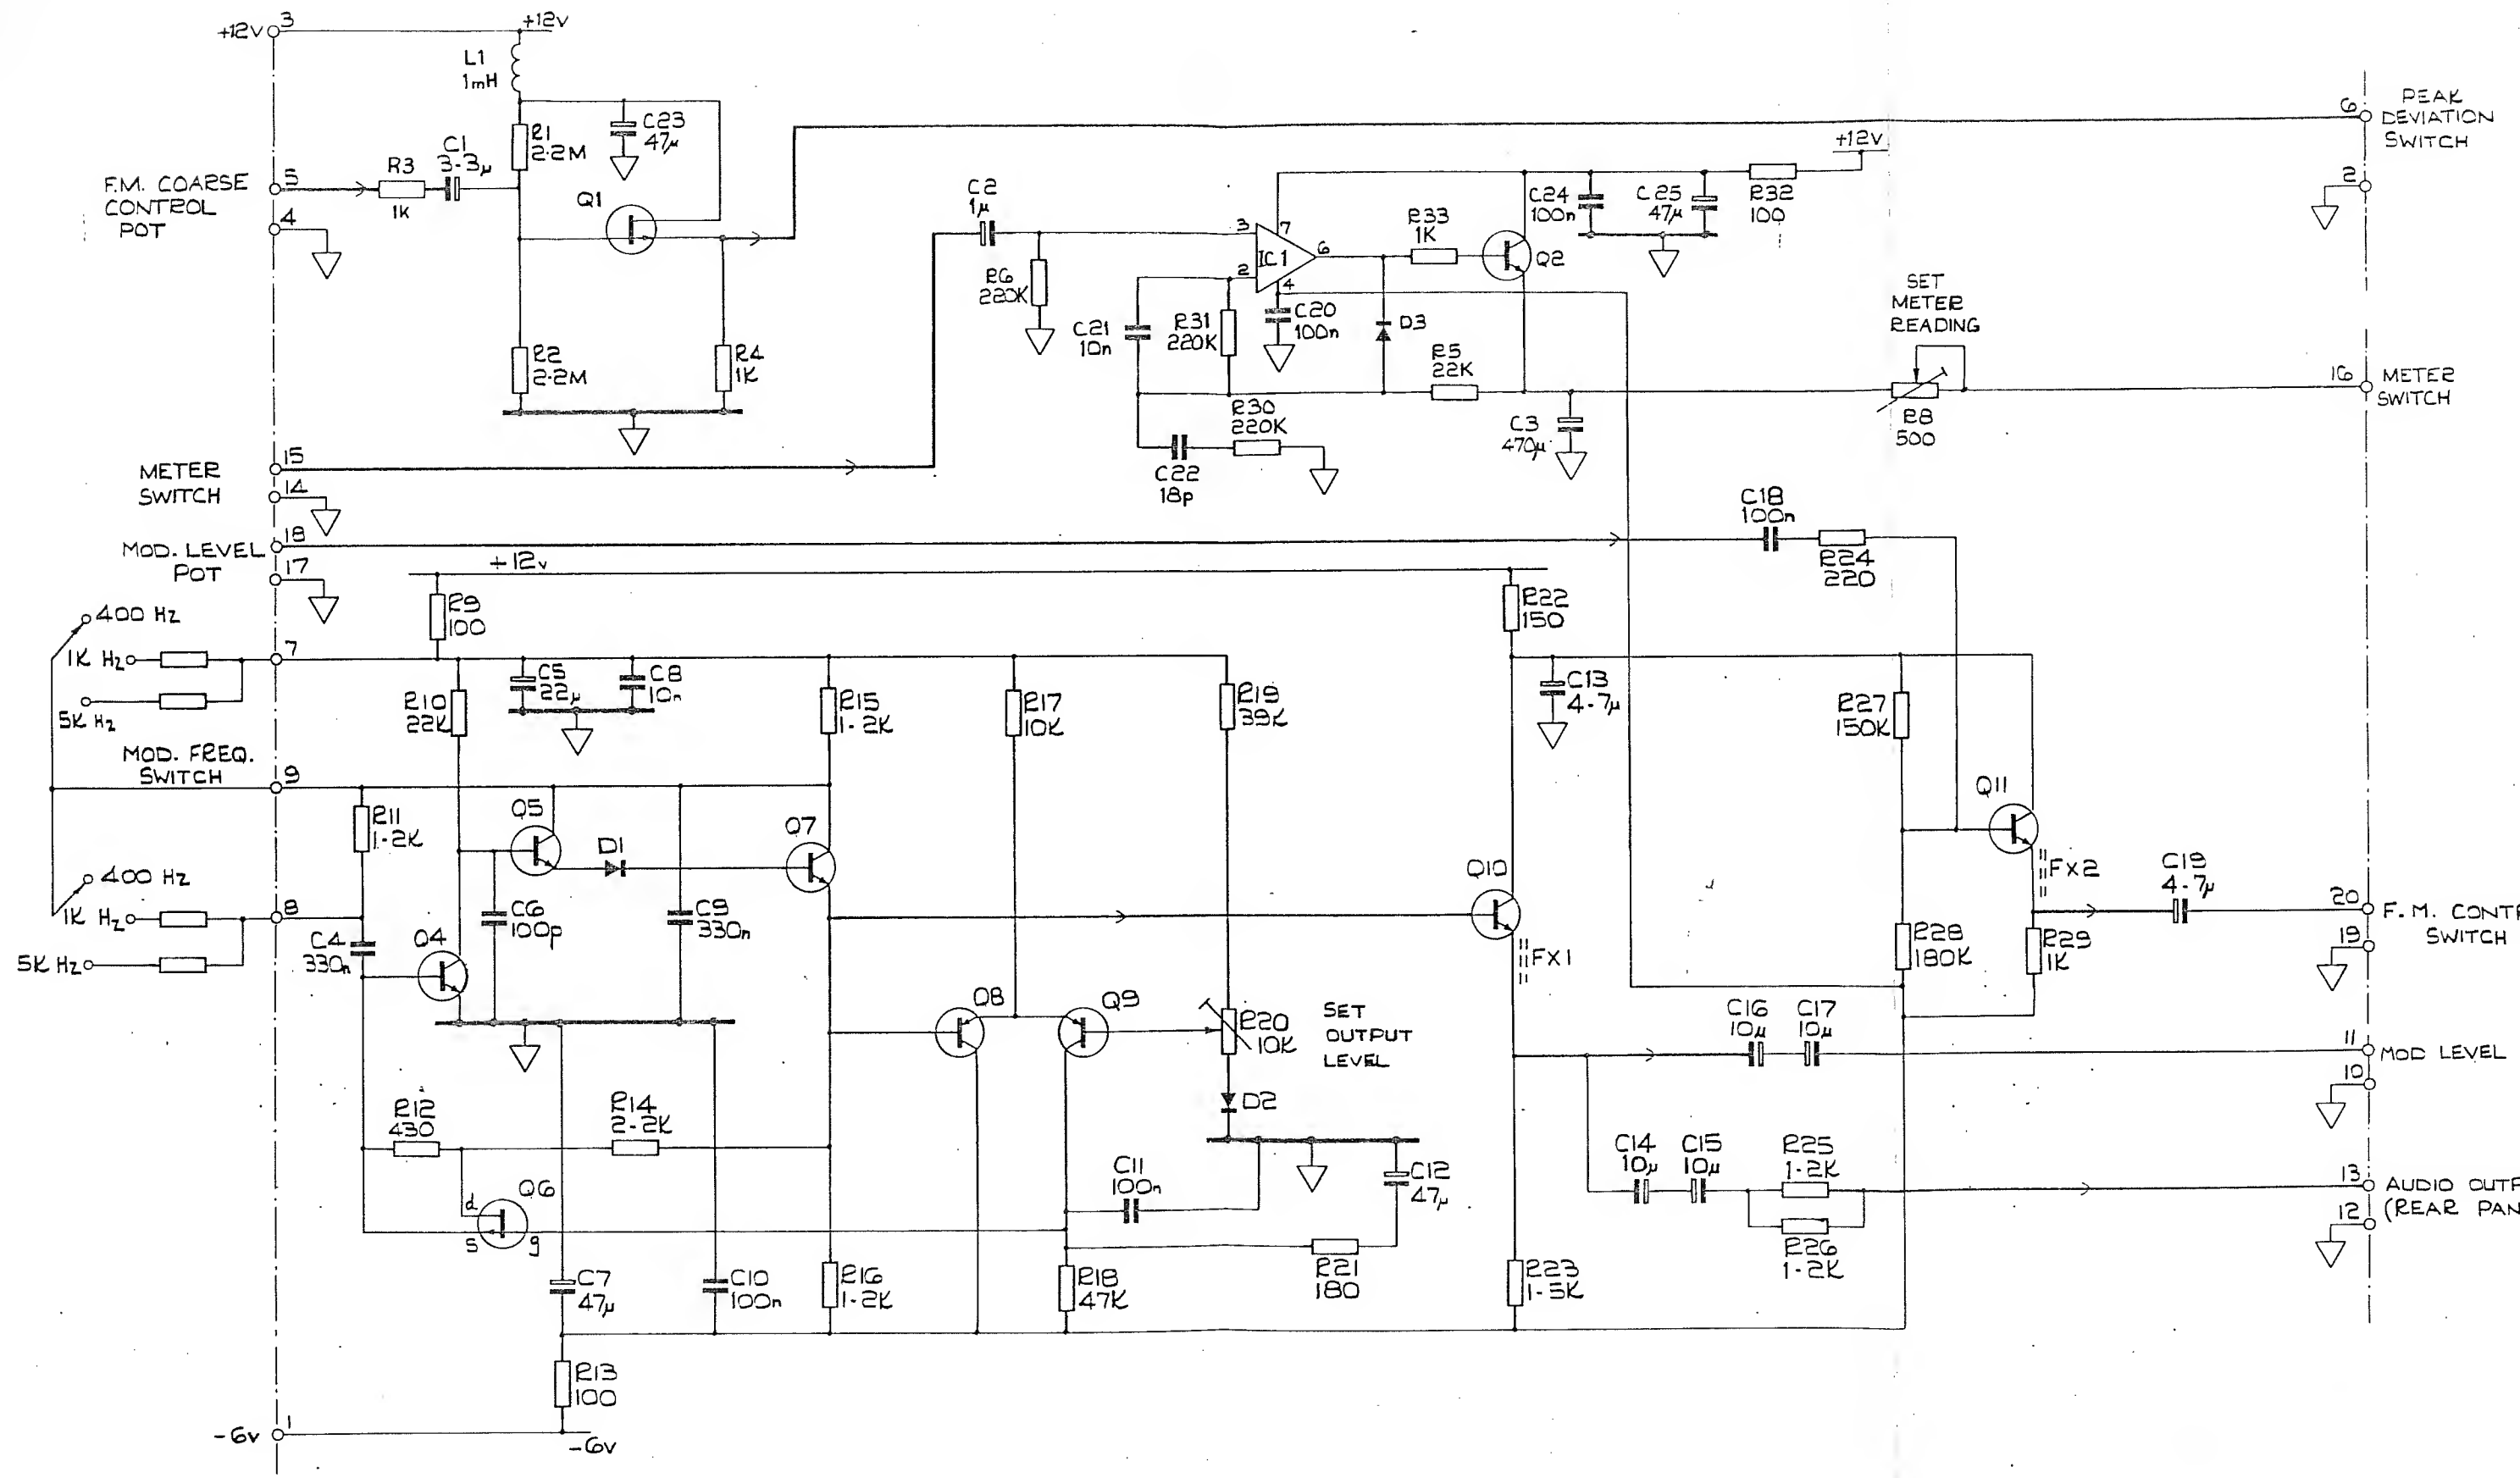 +12v 3
+12v
L1
1mH
R1
2·2M
C23
47µ
C1
3-3µ
R3
1K
F.M. COARSE
CONTROL
POT
5
4
Q1
R2
2·2M
R4
1K
6
PEAK
DEVIATION
SWITCH
2
+12v
C2
1µ
R6
220K
3
7
IC1
6
2
4
R33
1K
Q2
C24
100n
C25
47µ
R32
100
C21
10n
R31
220K
C20
100n
D3
R5
22K
SET
METER
READING
R8
500
16
METER
SWITCH
R30
220K
C22
18p
C3
470µ
METER
SWITCH
15
14
MOD. LEVEL
POT
18
17
C18
100n
R24
220
+12v
R9
100
R22
150
400 Hz
1K Hz
5K Hz
7
R10
22K
C5
22µ
C8
10n
R15
1-2K
R17
10K
R19
39K
C13
4-7µ
R27
150K
MOD. FREQ.
SWITCH
9
R11
1-2K
Q5
D1
Q7
Q11
400 Hz
1K Hz
5K Hz
8
C4
330n
Q4
C6
100p
C9
330n
Q10
FX1
FX2
C19
4-7µ
20
F.M. CONTR
SWITCH
19
R28
180K
R29
1K
Q8
Q9
R20
10K
SET
OUTPUT
LEVEL
C16
10µ
C17
10µ
11
MOD LEVEL
10
D2
R12
430
R14
2-2K
C11
100n
C12
47µ
C14
10µ
C15
10µ
R25
1-2K
13
AUDIO OUTP
(REAR PAN
12
R26
1-2K
Q6
d
s
g
C7
47µ
C10
100n
R16
1-2K
R18
47K
R21
180
R23
R13
100
-6v
1
-6v